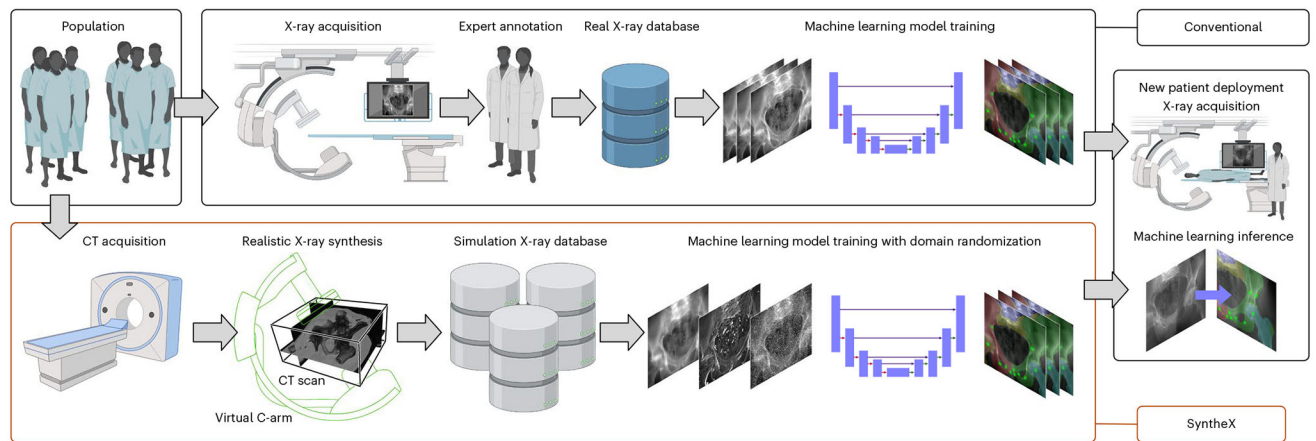 Population
X-ray acquisition
Expert annotation
Real X-ray database
Machine learning model training
Conventional
New patient deployment
X-ray acquisition
Machine learning inference
CT acquisition
Realistic X-ray synthesis
CT scan
Virtual C-arm
Simulation X-ray database
Machine learning model training with domain randomization
SyntheX